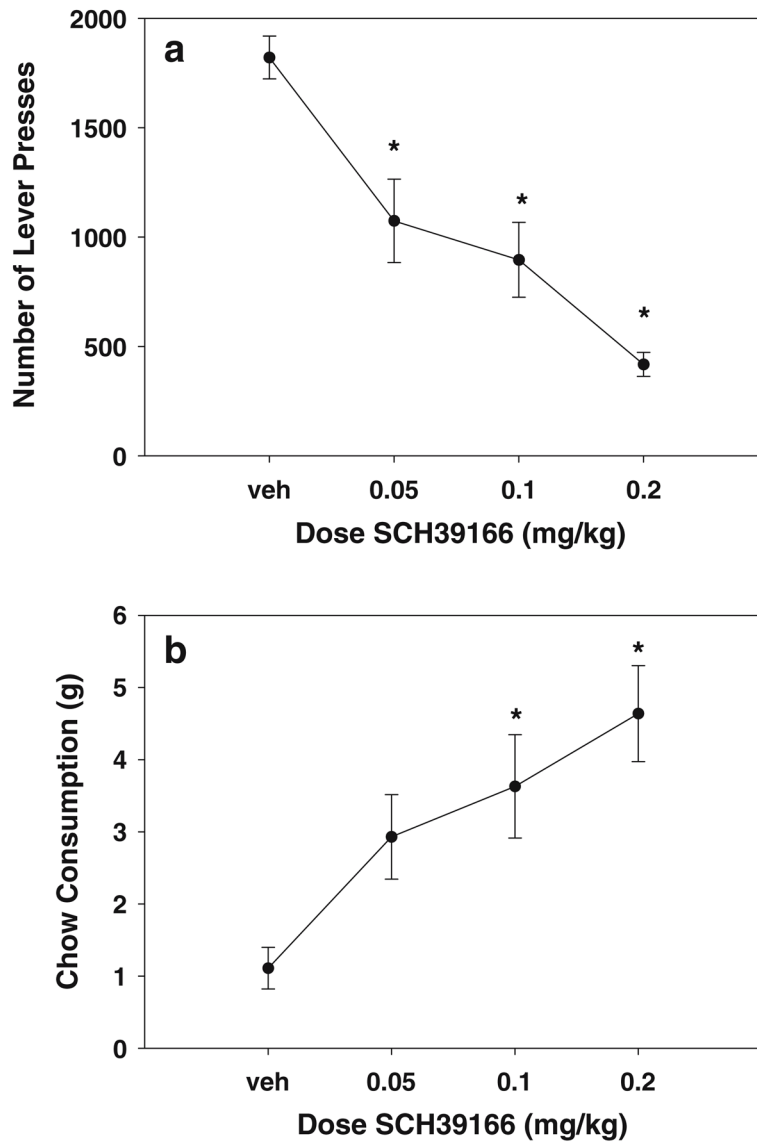 a
Number of Lever Presses
2000
1500
1000
500
0
*
*
*
veh 0.05 0.1 0.2
Dose SCH39166 (mg/kg)
b
Chow Consumption (g)
6
5
4
3
2
1
0
*
*
veh 0.05 0.1 0.2
Dose SCH39166 (mg/kg)